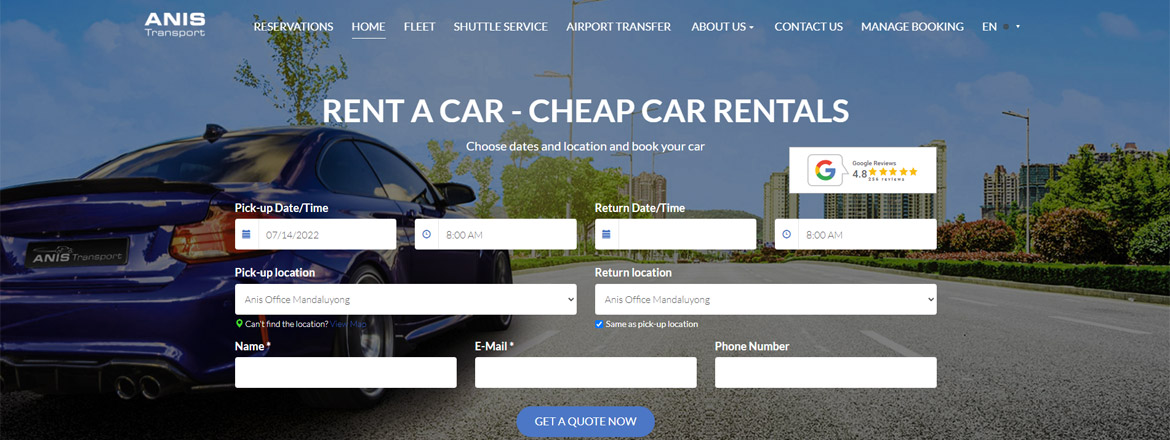 ANIS
Transport
RESERVATIONS HOME FLEET SHUTTLE SERVICE AIRPORT TRANSFER ABOUT US CONTACT US MANAGE BOOKING EN
RENT A CAR - CHEAP CAR RENTALS
Choose dates and location and book your car
Google Reviews
4.8
254 reviews
Pick-up Date/Time Return Date/Time
07/14/2022 8:00 AM 8:00 AM
ANIS Transport
Pick-up location Return location
Anis Office Mandaluyong Anis Office Mandaluyong
Can't find the location? View Map Same as pick-up location
Name * E-Mail * Phone Number
GET A QUOTE NOW